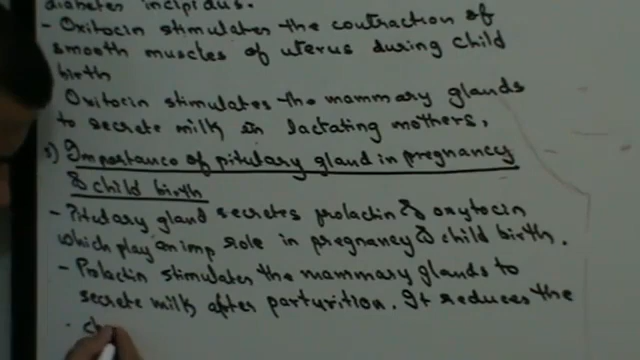 diabetes incipidus.
- Oxitocin stimulates the contraction of
smooth muscles of uterus during child
birth
Oxitocin stimulates the mammary glands
to secrete milk in lactating mothers,
Importance of pitulary gland in pregnancy
& child birth
- Pitulary gland secretes prolactin & oxytocin
which play an imp role in pregnancy & child birth.
- Prolactin stimulates the mammary glands to
secrete milk after parturition. It reduces the